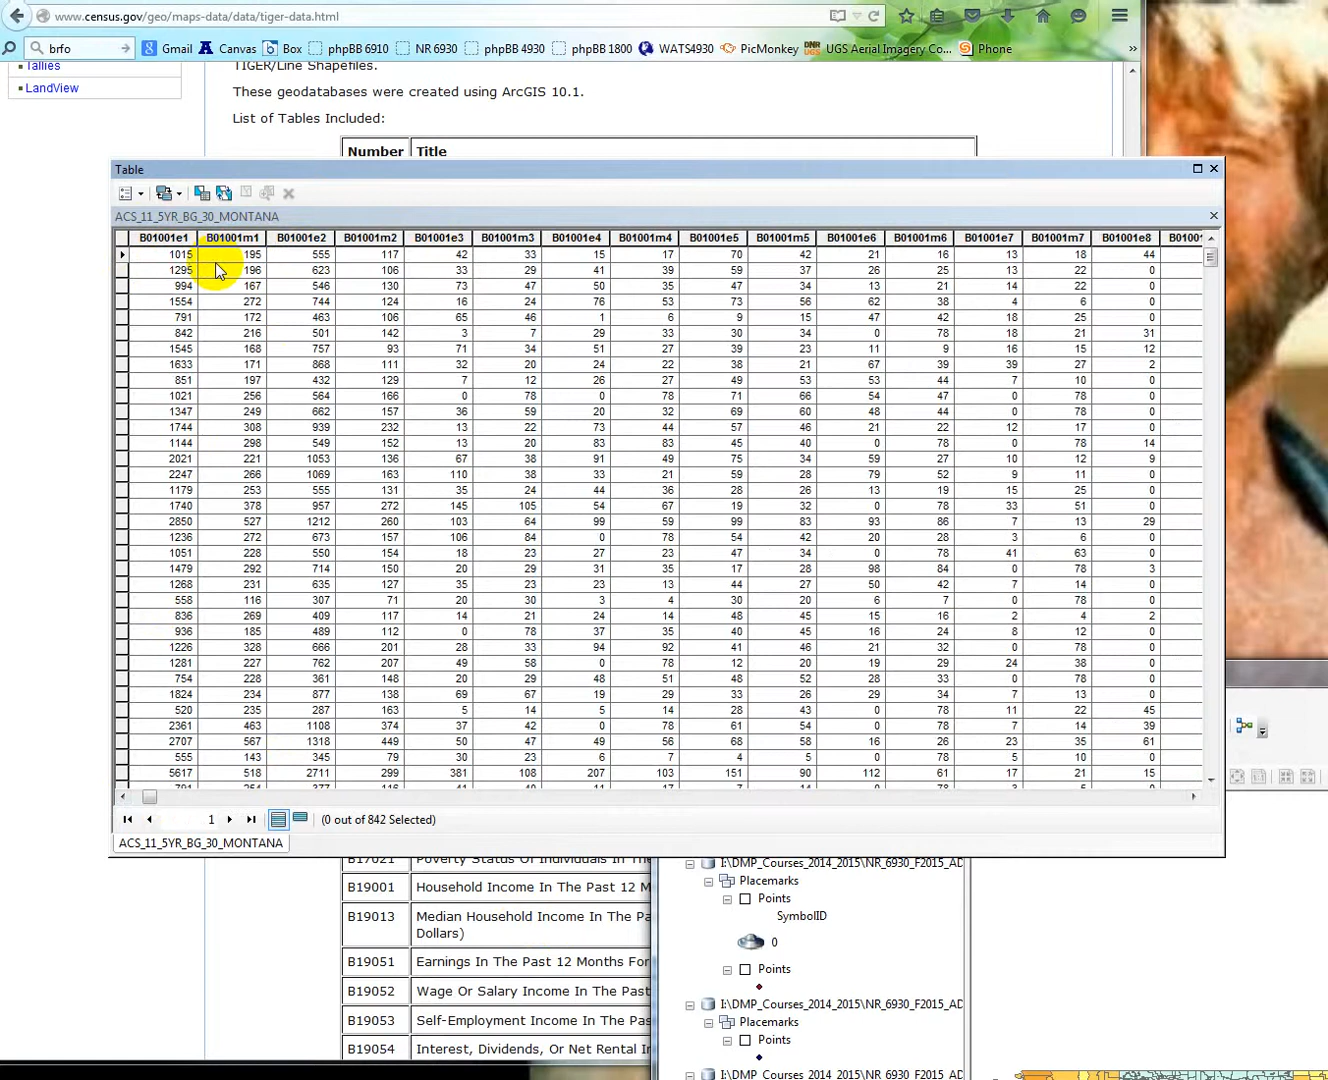 www.census.gov/geo/maps-data/data/tiger-data.html
brfo Gmail Canvas Box phpBB 6910 NR 6930 phpBB 4930 phpBB 1800 WATS4930 PicMonkey UGS Aerial Imagery Co... Phone »
Tallies
LandView
TIGER/Line Shapefiles.
These geodatabases were created using ArcGIS 10.1.
List of Tables Included:
Number Title
Table
ACS_11_5YR_BG_30_MONTANA
B01001e1 B01001m1 B01001e2 B01001m2 B01001e3 B01001m3 B01001e4 B01001m4 B01001e5 B01001m5 B01001e6 B01001m6 B01001e7 B01001m7 B01001e8 B01001
1015 195 555 117 42 33 15 17 70 42 21 16 13 18 44
1295 196 623 106 33 29 41 39 59 37 26 25 13 22 0
994 167 546 130 73 47 50 35 47 34 13 21 14 22 0
1554 272 744 124 16 24 76 53 73 56 62 38 4 6 0
791 172 463 106 65 46 1 6 9 15 47 42 18 25 0
842 216 501 142 3 7 29 33 30 34 0 78 18 21 31
1545 168 757 93 71 34 51 27 39 23 11 9 16 15 12
1633 171 868 111 32 20 24 22 38 21 67 39 39 27 2
851 197 432 129 7 12 26 27 49 53 53 44 7 10 0
1021 256 564 166 0 78 0 78 71 66 54 47 0 78 0
1347 249 662 157 36 59 20 32 69 60 48 44 0 78 0
1744 308 939 232 13 22 73 44 57 46 21 22 12 17 0
1144 298 549 152 13 20 83 83 45 40 0 78 0 78 14
2021 221 1053 136 67 38 91 49 75 34 59 27 10 12 9
2247 266 1069 163 110 38 33 21 59 28 79 52 9 11 0
1179 253 555 131 35 24 44 36 28 26 13 19 15 25 0
1740 378 957 272 145 105 54 67 19 32 0 78 33 51 0
2850 527 1212 260 103 64 99 59 99 83 93 86 7 13 29
1236 272 673 157 106 84 0 78 54 42 20 28 3 6 0
1051 228 550 154 18 23 27 23 47 34 0 78 41 63 0
1479 292 714 150 20 29 31 35 17 28 98 84 0 78 3
1268 231 635 127 35 23 23 13 44 27 50 42 7 14 0
558 116 307 71 20 30 3 4 30 20 6 7 0 78 0
836 269 409 117 14 21 24 14 48 45 15 16 2 4 2
936 185 489 112 0 78 37 35 40 45 16 24 8 12 0
1226 328 666 201 28 33 94 92 41 46 21 32 0 78 0
1281 227 762 207 49 58 0 78 12 20 19 29 24 38 0
754 228 361 148 20 29 48 51 48 52 28 33 0 78 0
1824 234 877 138 69 67 19 29 33 26 29 34 7 13 0
520 235 287 163 5 14 5 14 28 43 0 78 11 22 45
2361 463 1108 374 37 42 0 78 61 54 0 78 7 14 39
2707 567 1318 449 50 47 49 56 68 58 16 26 23 35 61
555 143 345 79 30 23 6 7 4 5 0 78 5 10 0
5617 518 2711 299 381 108 207 103 151 90 112 61 17 21 15
1 (0 out of 842 Selected)
ACS_11_5YR_BG_30_MONTANA
B17021 Poverty Status Of Individuals In The
B19001 Household Income In The Past 12 M
B19013 Median Household Income In The Pa
Dollars)
B19051 Earnings In The Past 12 Months For
B19052 Wage Or Salary Income In The Past
B19053 Self-Employment Income In The Pas
B19054 Interest, Dividends, Or Net Rental I
I:\DMP_Courses_2014_2015\NR_6930_F2015_AD
Placemarks
Points
SymbolID
0
Points
I:\DMP_Courses_2014_2015\NR_6930_F2015_AD
Placemarks
Points
I:\DMP_Courses_2014_2015\NR_6930_F2015_AD